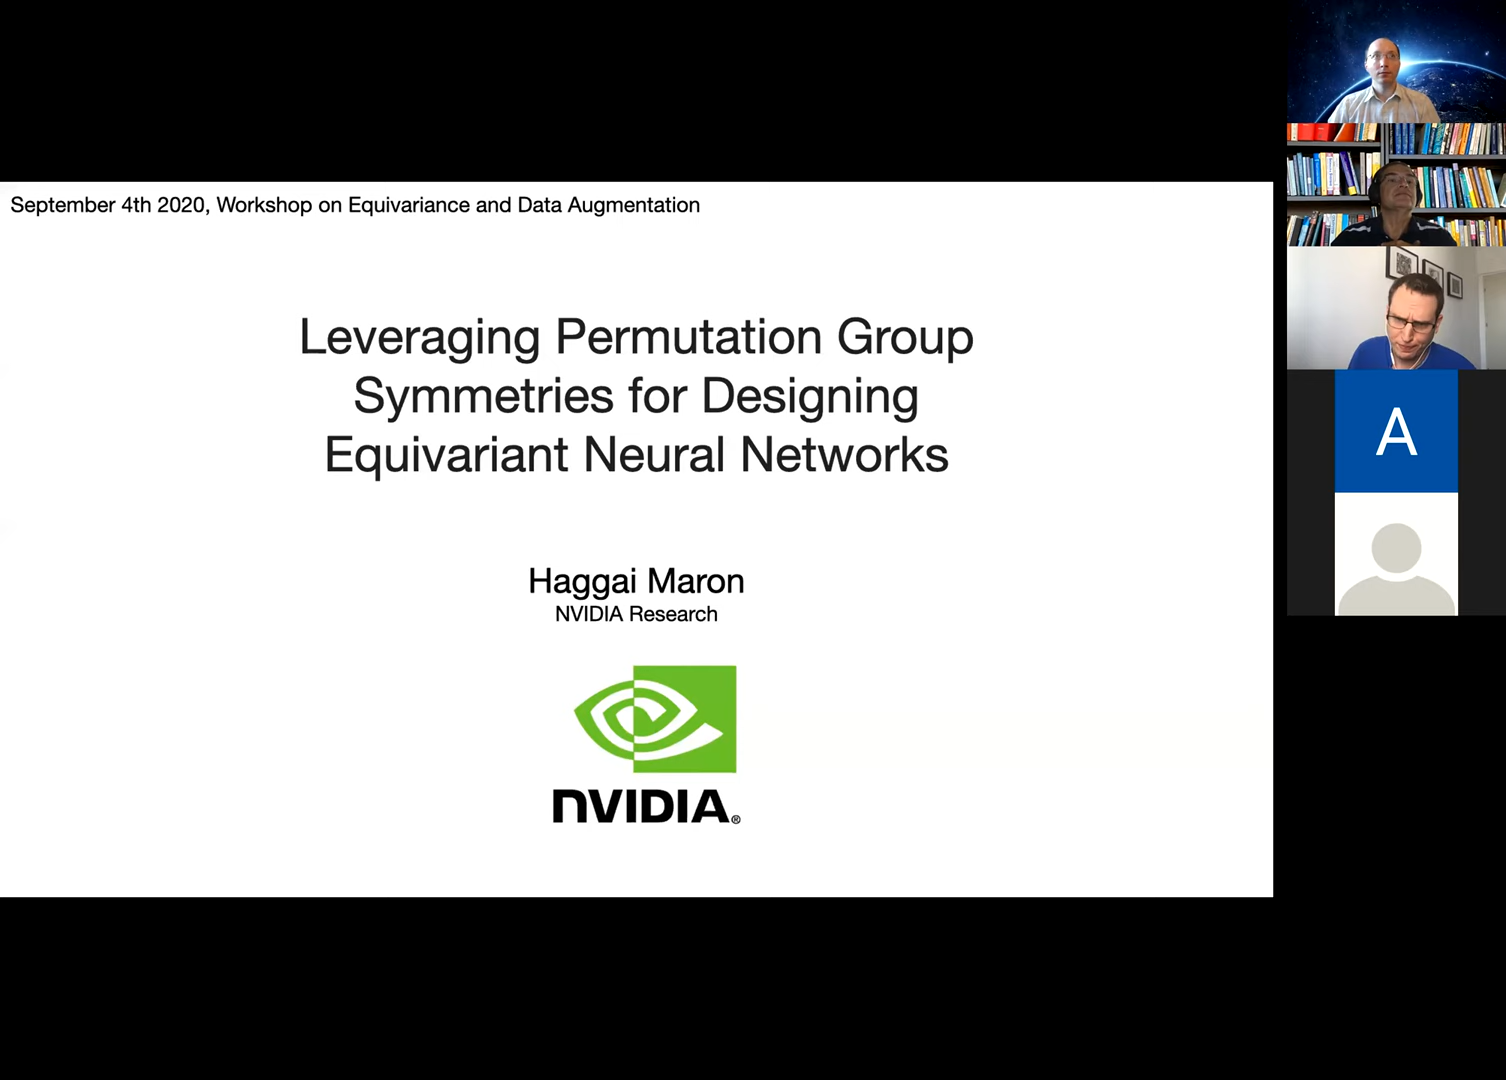 September 4th 2020, Workshop on Equivariance and Data Augmentation
Leveraging Permutation Group
Symmetries for Designing
Equivariant Neural Networks
Haggai Maron
NVIDIA Research
NVIDIA®
A